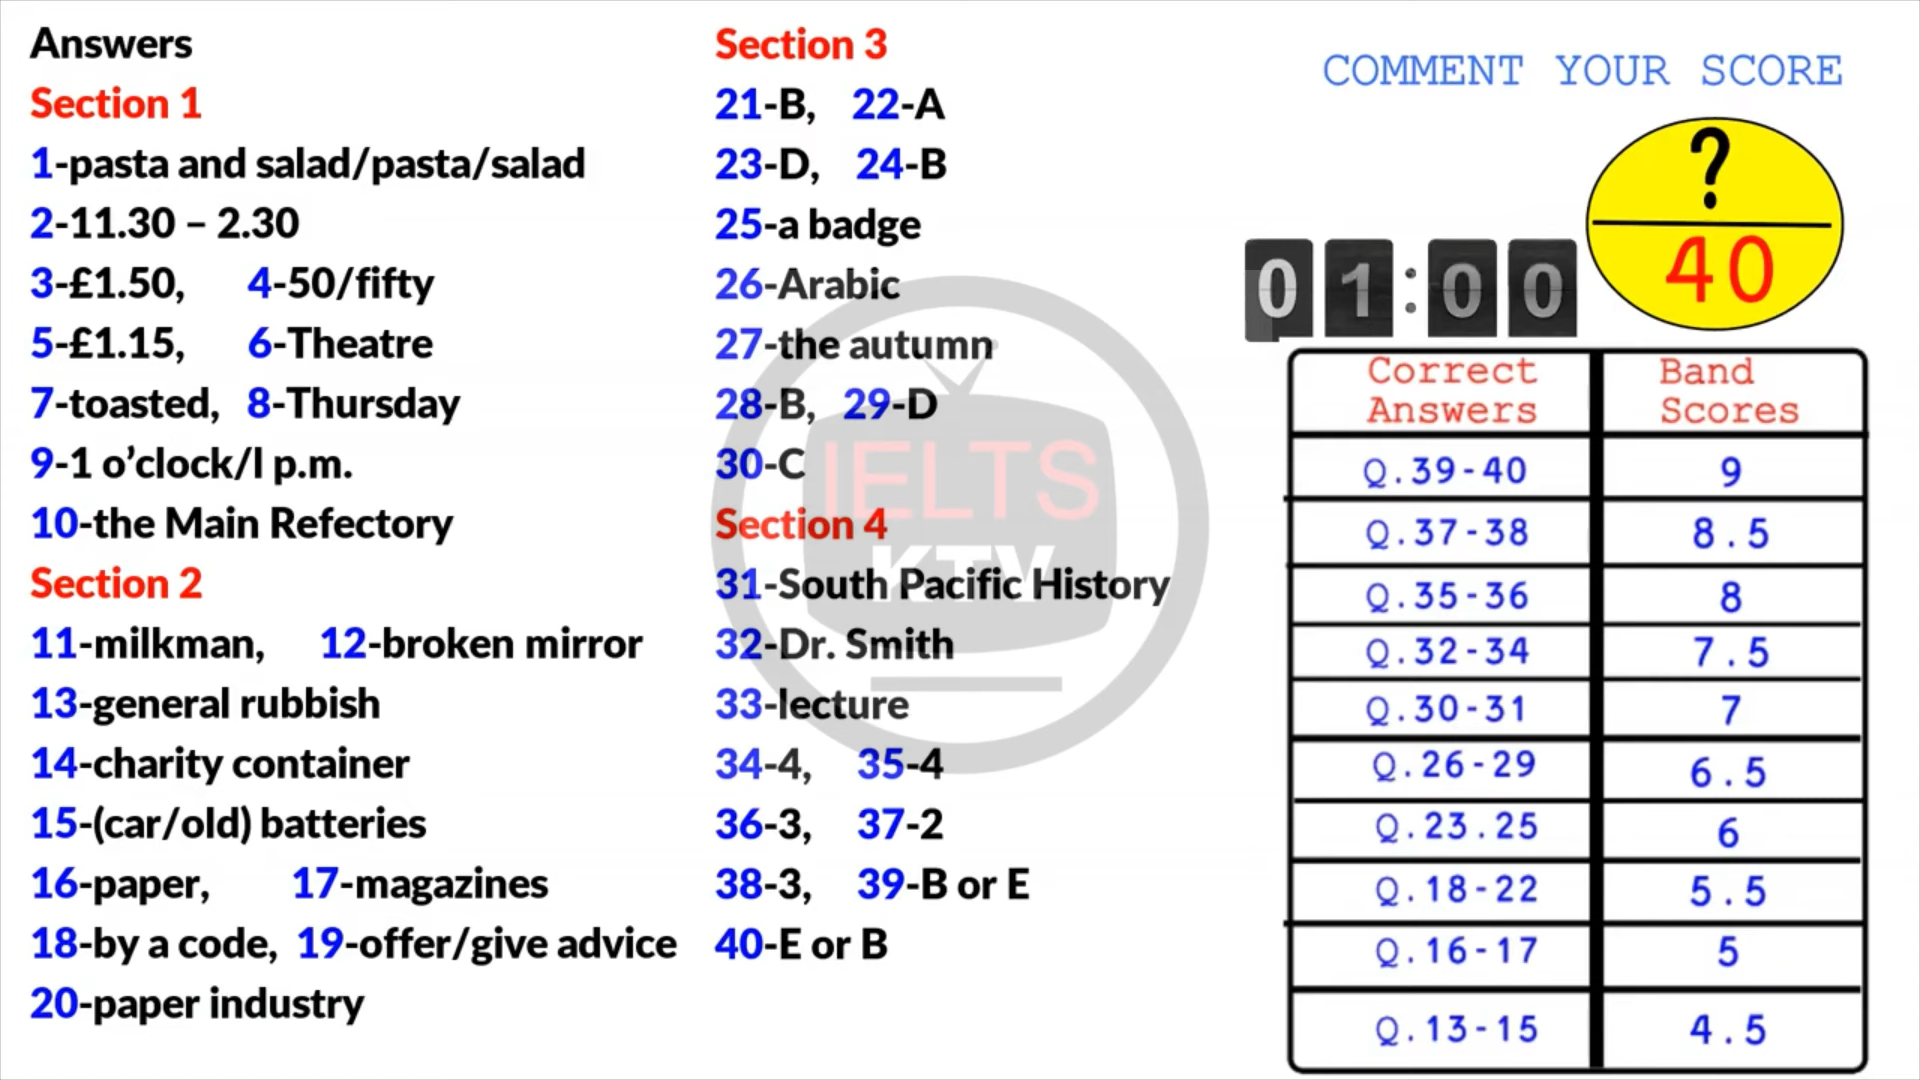 Answers
Section 1
1-pasta and salad/pasta/salad
2-11.30 – 2.30
3-£1.50, 4-50/fifty
5-£1.15, 6-Theatre
7-toasted, 8-Thursday
9-1 o’clock/l p.m.
10-the Main Refectory
Section 2
11-milkman, 12-broken mirror
13-general rubbish
14-charity container
15-(car/old) batteries
16-paper, 17-magazines
18-by a code, 19-offer/give advice
20-paper industry
Section 3
21-B, 22-A
23-D, 24-B
25-a badge
26-Arabic
27-the autumn
28-B, 29-D
30-C
Section 4
31-South Pacific History
32-Dr. Smith
33-lecture
34-4, 35-4
36-3, 37-2
38-3, 39-B or E
40-E or B
IELTS
KTV
COMMENT YOUR SCORE
?
40
01:00
Correct Answers Band Scores
Q.39-40 9
Q.37-38 8.5
Q.35-36 8
Q.32-34 7.5
Q.30-31 7
Q.26-29 6.5
Q.23.25 6
Q.18-22 5.5
Q.16-17 5
Q.13-15 4.5